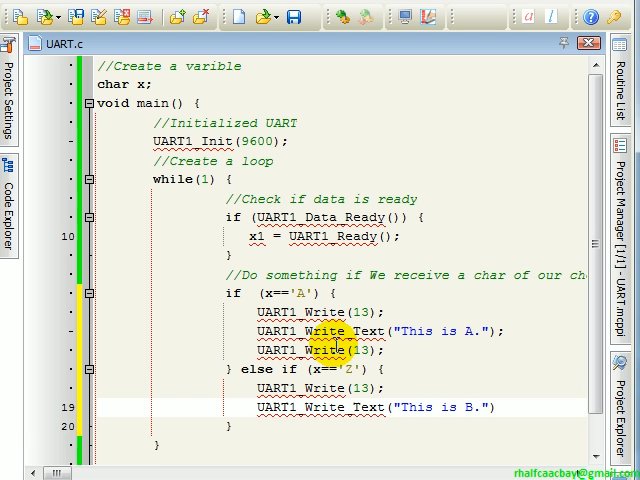 UART.c
//Create a varible
char x;
void main() {
//Initialized UART
UART1_Init(9600);
//Create a loop
while(1) {
//Check if data is ready
if (UART1_Data_Ready()) {
10 x1 = UART1_Ready();
}
//Do something if We receive a char of our cho
if (x=='A') {
UART1_Write(13);
UART1_Write_Text("This is A.");
UART1_Write(13);
} else if (x=='Z') {
UART1_Write(13);
19 UART1_Write_Text("This is B.")
20 }
}
Project Settings
Code Explorer
Routine List
Project Manager [1/1] - UART.mcppi
Project Explorer
rhalfcaacbay@gmail.com